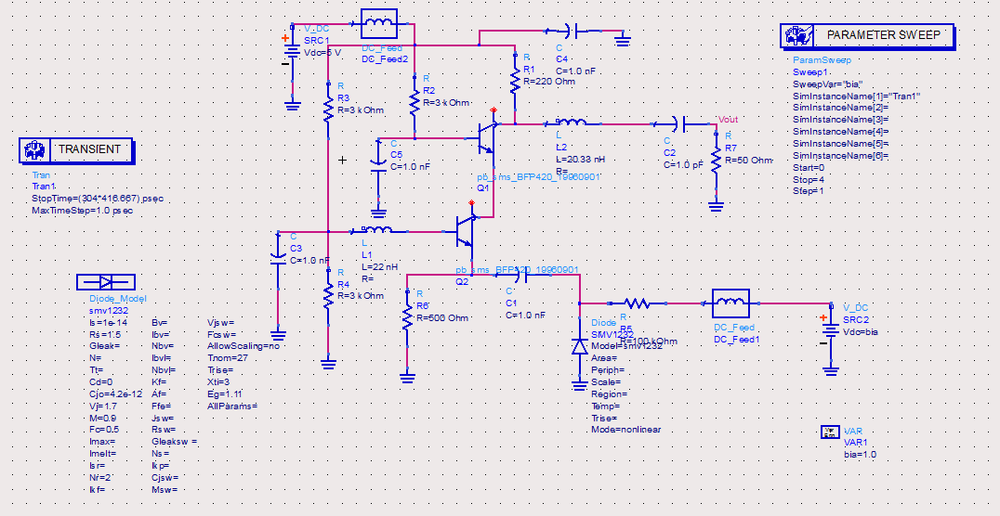 V_DC
SRC1
Vdc=5 V
DC_Feed
DC_Feed2
C
C4
C=1.0 nF
PARAMETER SWEEP
ParamSweep
Sweep1
SweepVar="bia"
SimInstanceName[1]="Tran1"
SimInstanceName[2]=
SimInstanceName[3]=
SimInstanceName[4]=
SimInstanceName[5]=
SimInstanceName[6]=
Start=0
Stop=4
Step=1
R
R3
R=3 kOhm
R
R2
R=3 kOhm
R
R1
R=220 Ohm
TRANSIENT
Tran
Tran1
StopTime=(304*416.667) psec
MaxTimeStep=1.0 psec
C
C5
C=1.0 nF
pb_sms_BFP420_19960901
Q1
L
L2
L=20.33 nH
R=
C
C2
C=1.0 pF
Vout
R
R7
R=50 Ohm
C
C3
C=1.0 nF
L
L1
L=22 nH
R=
R
R4
R=3 kOhm
pb_sms_BFP420_19960901
Q2
R
R6
R=500 Ohm
C
C1
C=1.0 nF
Diode
SMV1232
Model=smv1232
Area=
Periph=
Scale=
Region=
Temp=
Trise=
Mode=nonlinear
R
R5
R=100 kOhm
DC_Feed
DC_Feed1
V_DC
SRC2
Vdc=bia
Diode_Model
smv1232
Is=1e-14
Rs=1.5
Gleak=
N=
Tt=
Cd=0
Cjo=4.2e-12
Vj=1.7
M=0.9
Fc=0.5
Imax=
Imelt=
Isr=
Nr=2
Ikf=
Bv=
Ibv=
Nbv=
Ibvl=
Nbvl=
Kf=
Af=
Ffe=
Jsw=
Rsw=
Gleaksw =
Ns=
Ikp=
Cjsw=
Msw=
Vjsw=
Fcsw=
AllowScaling=no
Tnom=27
Trise=
Xti=3
Eg=1.11
AllParams=
Var
Eqn
VAR
VAR1
bia=1.0